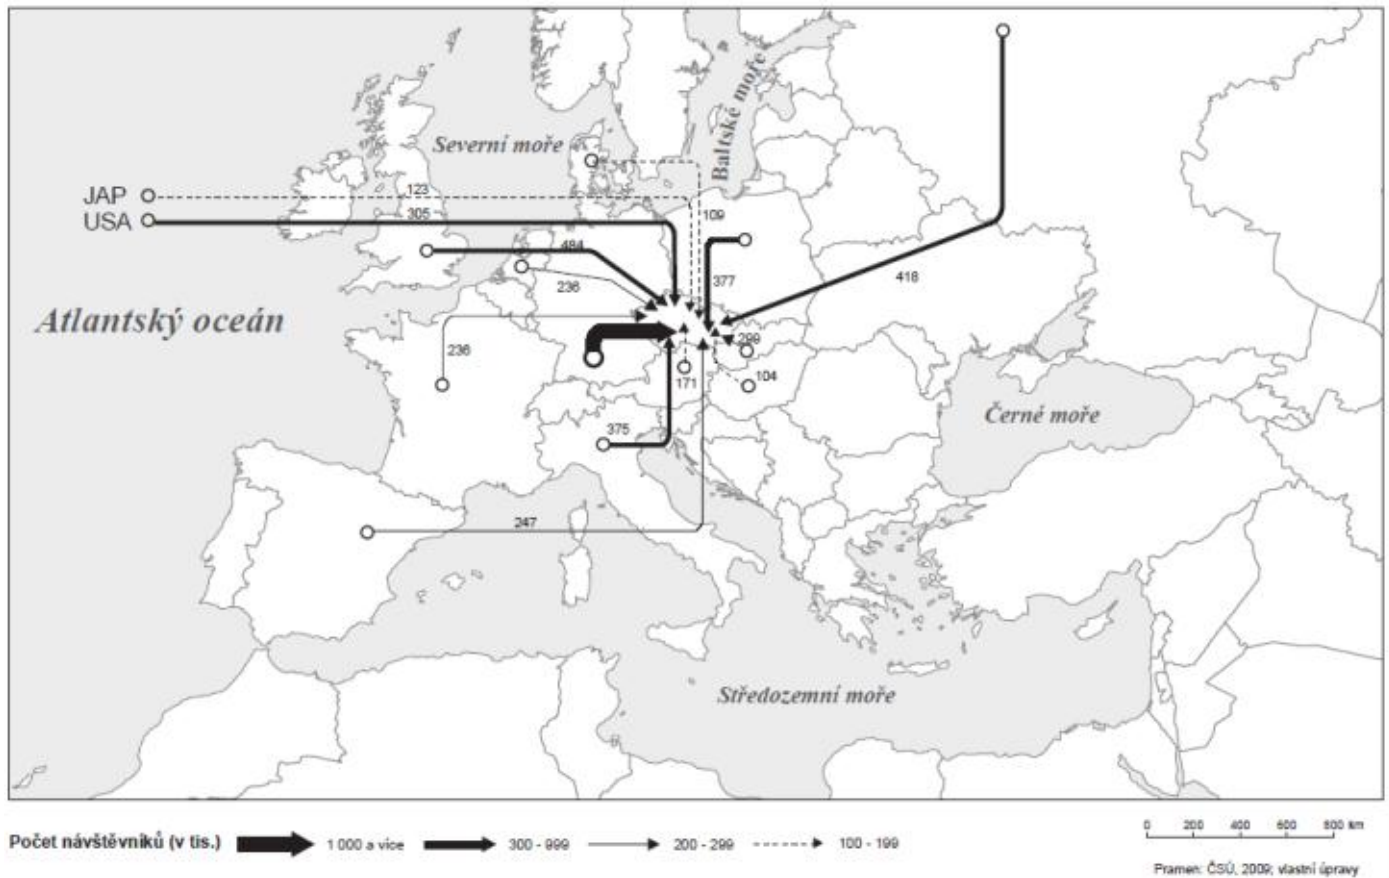 Severní moře
Baltské moře
JAP
USA
123
305
109
484
377
418
236
Atlantský oceán
299
236
171
104
Černé moře
375
247
Středozemní moře
Počet návštěvníků (v tis.)
1 000 a více
300 - 999
200 - 299
100 - 199
0 200 400 600 800 km
Pramen: ČSÚ, 2009; vlastní úpravy